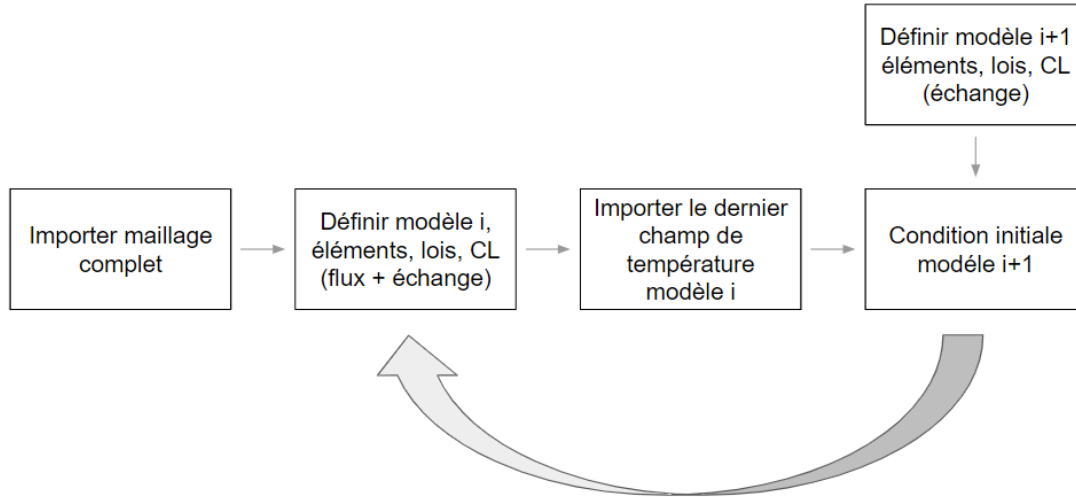 Définir modèle i+1
éléments, lois, CL
(échange)
Importer maillage
complet
Définir modèle i,
éléments, lois, CL
(flux + échange)
Importer le dernier
champ de
température
modèle i
Condition initiale
modéle i+1